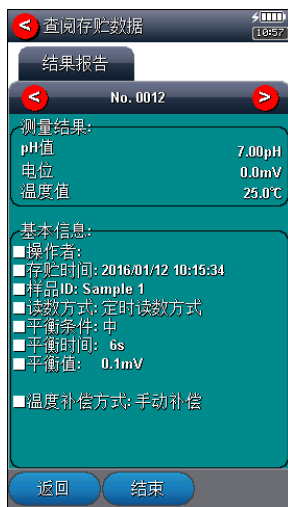 查阅存贮数据
10:57
结果报告
No. 0012
测量结果:
pH值 7.00pH
电位 0.0mV
温度值 25.0℃
基本信息:
操作者:
存贮时间: 2016/01/12 10:15:34
样品ID: Sample 1
读数方式: 定时读数方式
平衡条件: 中
平衡时间: 6s
平衡值: 0.1mV
温度补偿方式: 手动补偿
返回 结束